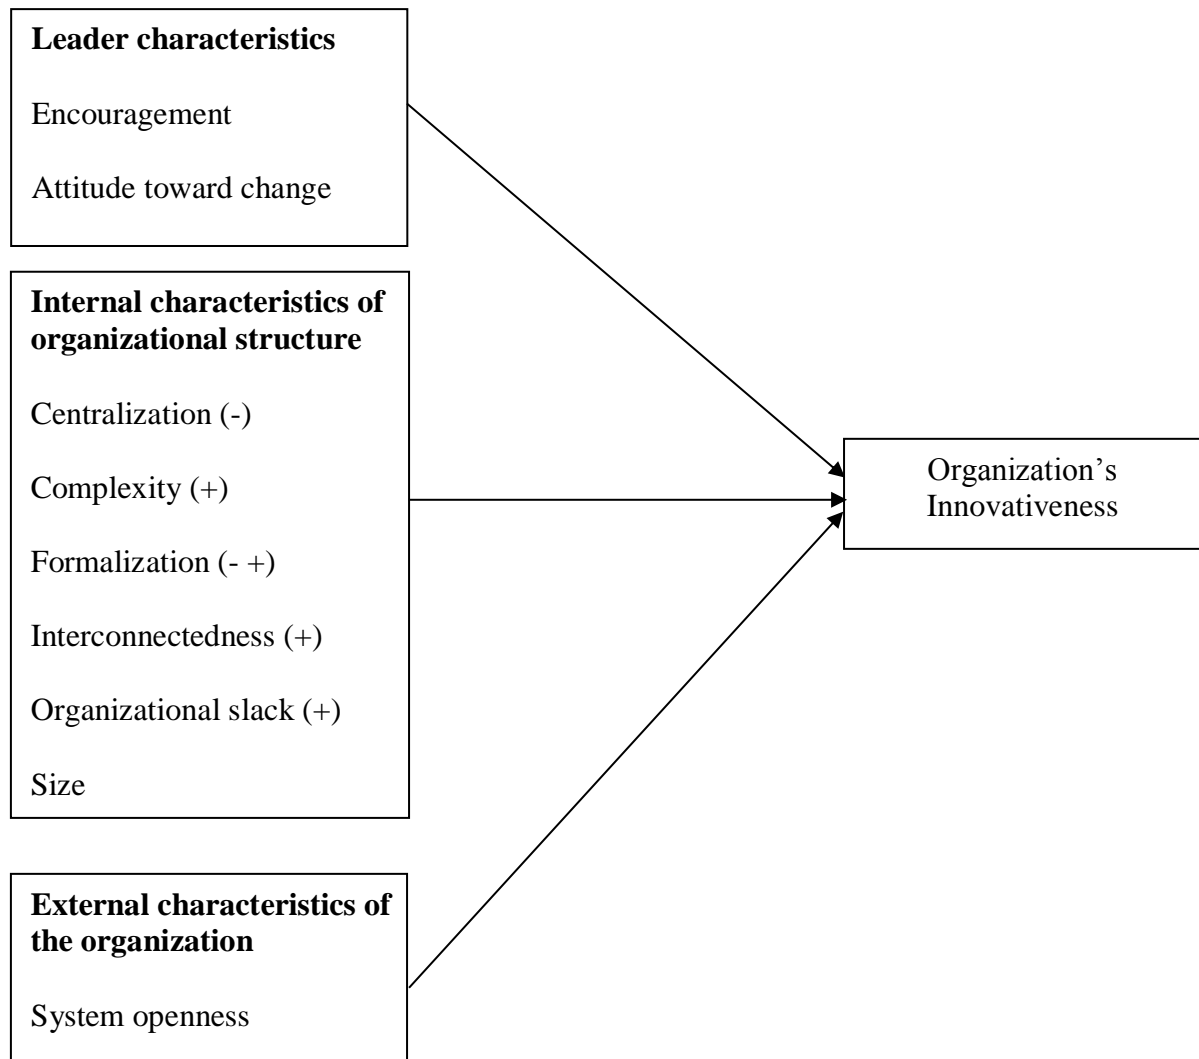 Leader characteristics
Encouragement
Attitude toward change
Internal characteristics of
organizational structure
Centralization (-)
Complexity (+)
Formalization (- +)
Interconnectedness (+)
Organizational slack (+)
Size
External characteristics of
the organization
System openness
Organization’s
Innovativeness